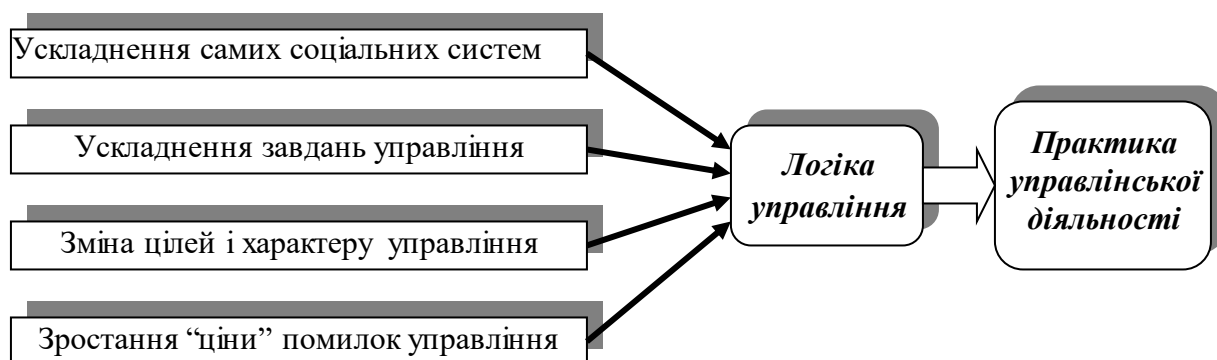 Ускладнення самих соціальних систем
Ускладнення завдань управління
Зміна цілей і характеру управління
Зростання “ціни” помилок управління
Логіка
управління
Практика
управлінської
діяльності